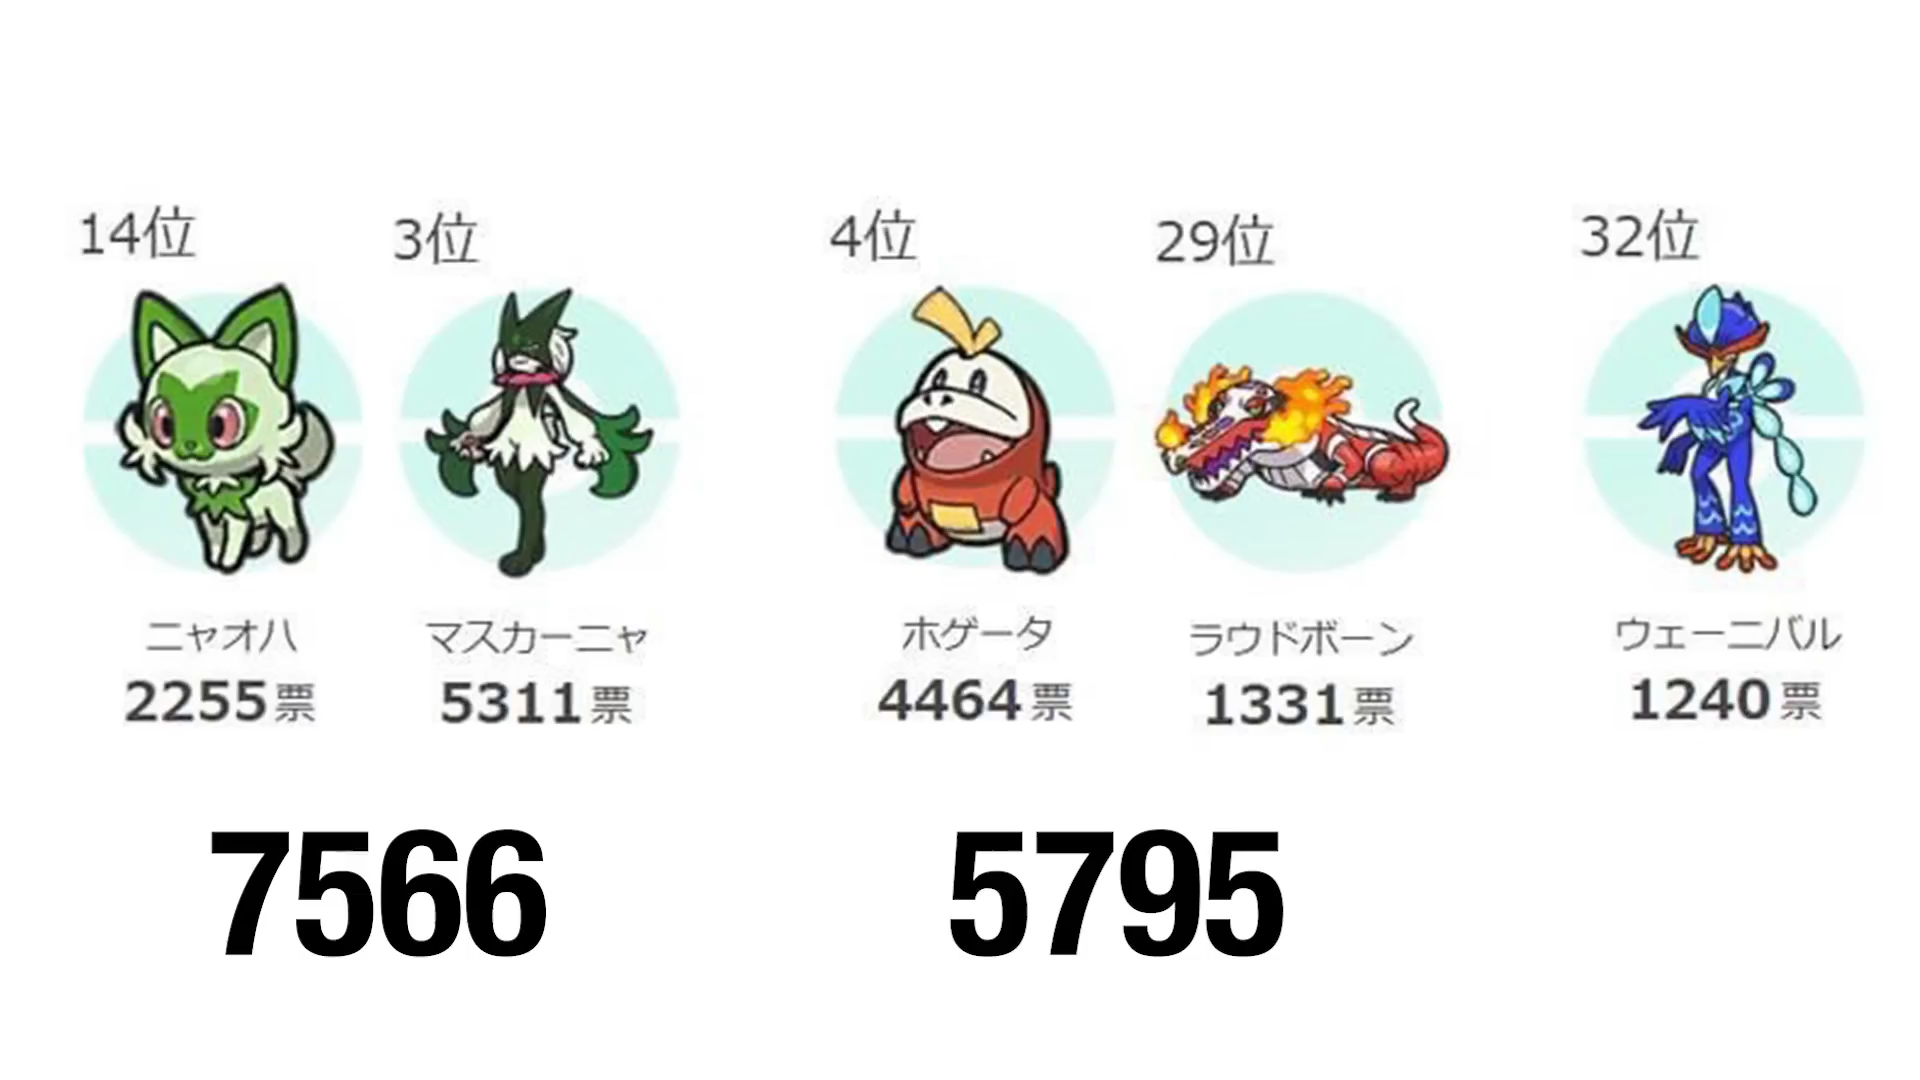 14位
3位
4位
29位
32位
ニャオハ
マスカーニャ
ホゲータ
ラウドボーン
ウェーニバル
2255票
5311票
4464票
1331票
1240票
7566
5795